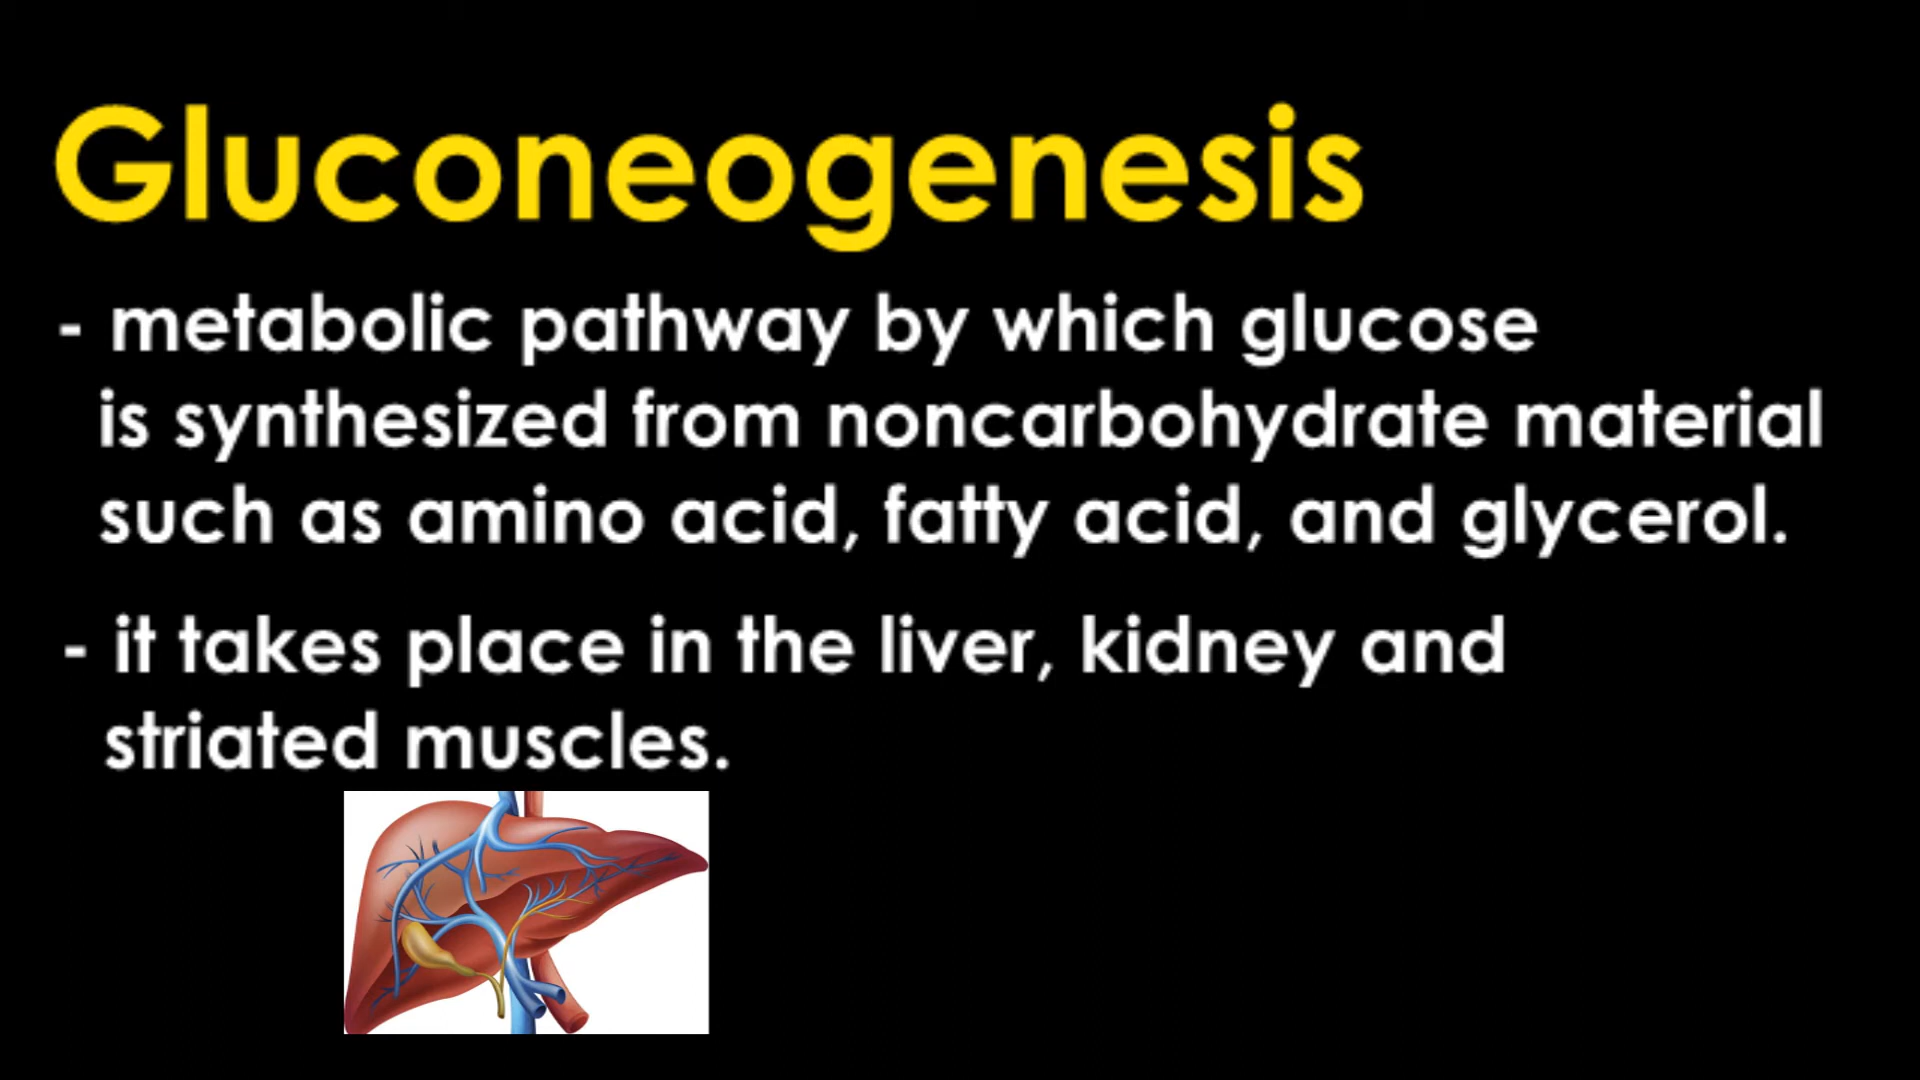 Gluconeogenesis
- metabolic pathway by which glucose
is synthesized from noncarbohydrate material
such as amino acid, fatty acid, and glycerol.
- it takes place in the liver, kidney and
striated muscles.